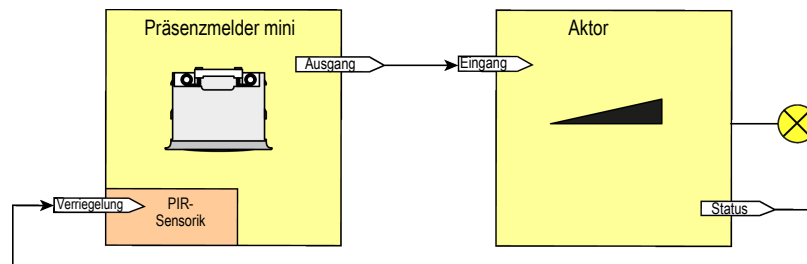 Präsenzmelder mini
Aktor
Ausgang
Eingang
Verriegelung
PIR-
Sensorik
Status